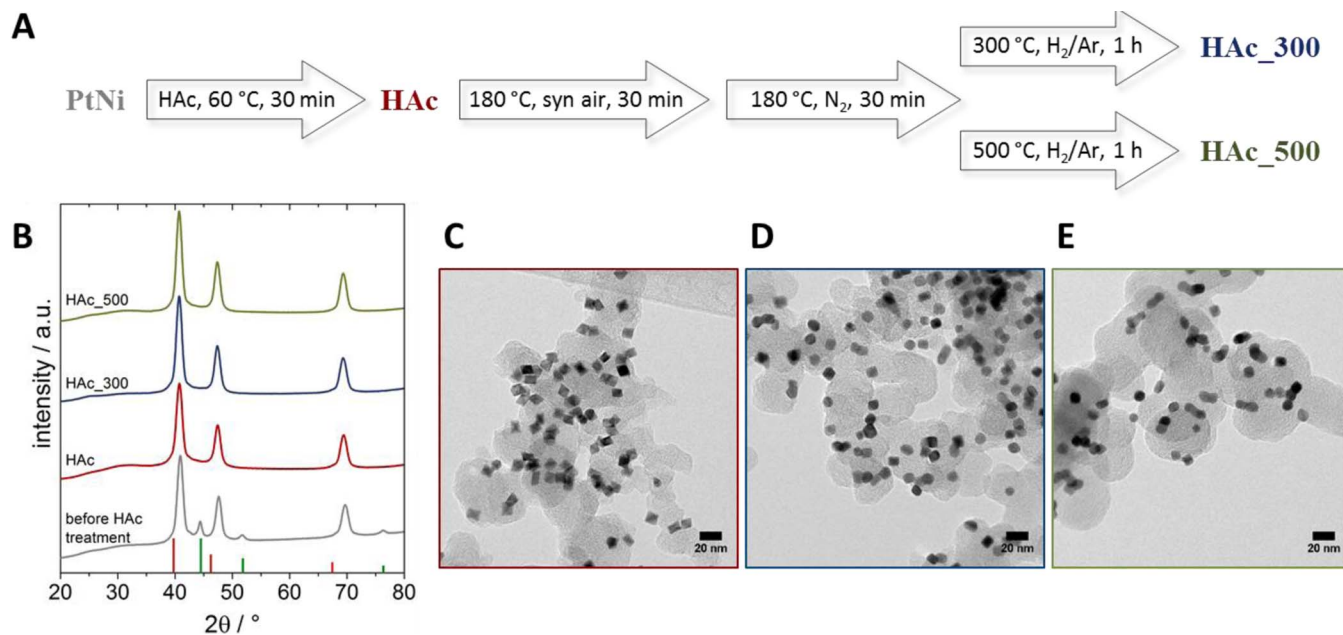 A
PtNi
HAc, 60 °C, 30 min
HAc
180 °C, syn air, 30 min
180 °C, N₂, 30 min
300 °C, H₂/Ar, 1 h
HAc_300
500 °C, H₂/Ar, 1 h
HAc_500
B
intensity / a.u.
HAc_500
HAc_300
HAc
before HAc
treatment
20 30 40 50 60 70 80
2θ / °
C
20 nm
D
20 nm
E
20 nm